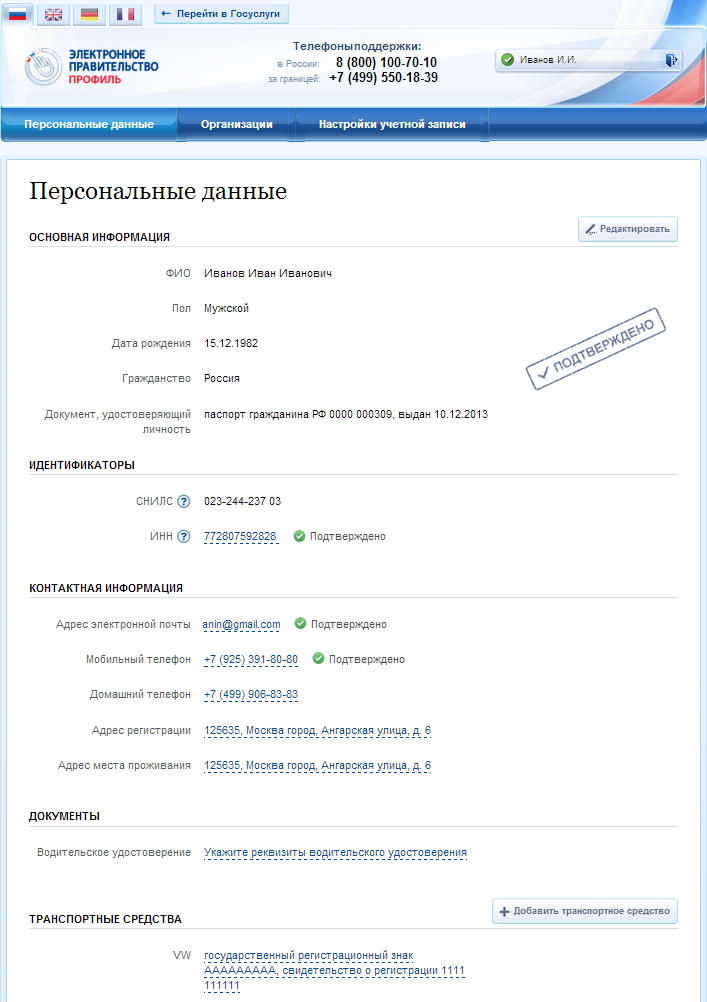 ← Перейти в Госуслуги
ЭЛЕКТРОННОЕ
ПРАВИТЕЛЬСТВО
ПРОФИЛЬ
Телефоны поддержки:
в России: 8 (800) 100-70-10
за границей: +7 (499) 550-18-39
Иванов И.И.
Персональные данные Организации Настройки учетной записи
Персональные данные
Редактировать
ОСНОВНАЯ ИНФОРМАЦИЯ
ФИО Иванов Иван Иванович
Пол Мужской
Дата рождения 15.12.1982
ПОДТВЕРЖДЕНО
Гражданство Россия
Документ, удостоверяющий паспорт гражданина РФ 0000 000309, выдан 10.12.2013
личность
ИДЕНТИФИКАТОРЫ
СНИЛС ? 023-244-237 03
ИНН ? 772807592828 Подтверждено
КОНТАКТНАЯ ИНФОРМАЦИЯ
Адрес электронной почты anin@gmail.com Подтверждено
Мобильный телефон +7 (925) 391-80-80 Подтверждено
Домашний телефон +7 (499) 906-83-83
Адрес регистрации 125635, Москва город, Ангарская улица, д. 6
Адрес места проживания 125635, Москва город, Ангарская улица, д. 6
ДОКУМЕНТЫ
Водительское удостоверение Укажите реквизиты водительского удостоверения
+ Добавить транспортное средство
ТРАНСПОРТНЫЕ СРЕДСТВА
VW государственный регистрационный знак
ААААААААА, свидетельство о регистрации 1111
111111